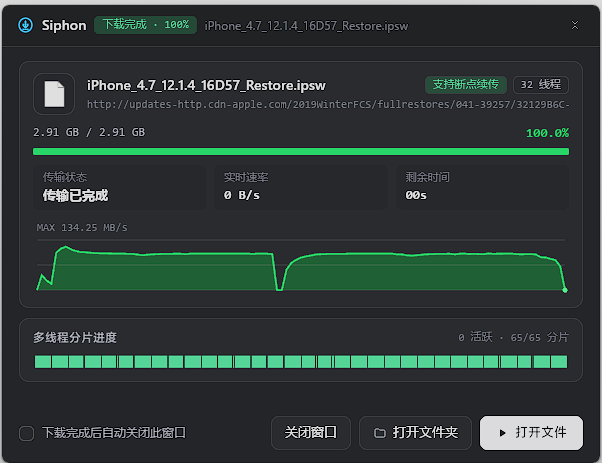 Siphon 下载完成 · 100% iPhone_4.7_12.1.4_16D57_Restore.ipsw
iPhone_4.7_12.1.4_16D57_Restore.ipsw 支持断点续传 32 线程
http://updates-http.cdn-apple.com/2019WinterFCS/fullrestores/041-39257/32129B6C-
2.91 GB / 2.91 GB 100.0%
传输状态 实时速率 剩余时间
传输已完成 0 B/s 00s
MAX 134.25 MB/s
多线程分片进度 0 活跃 · 65/65 分片
下载完成后自动关闭此窗口 关闭窗口 打开文件夹 打开文件